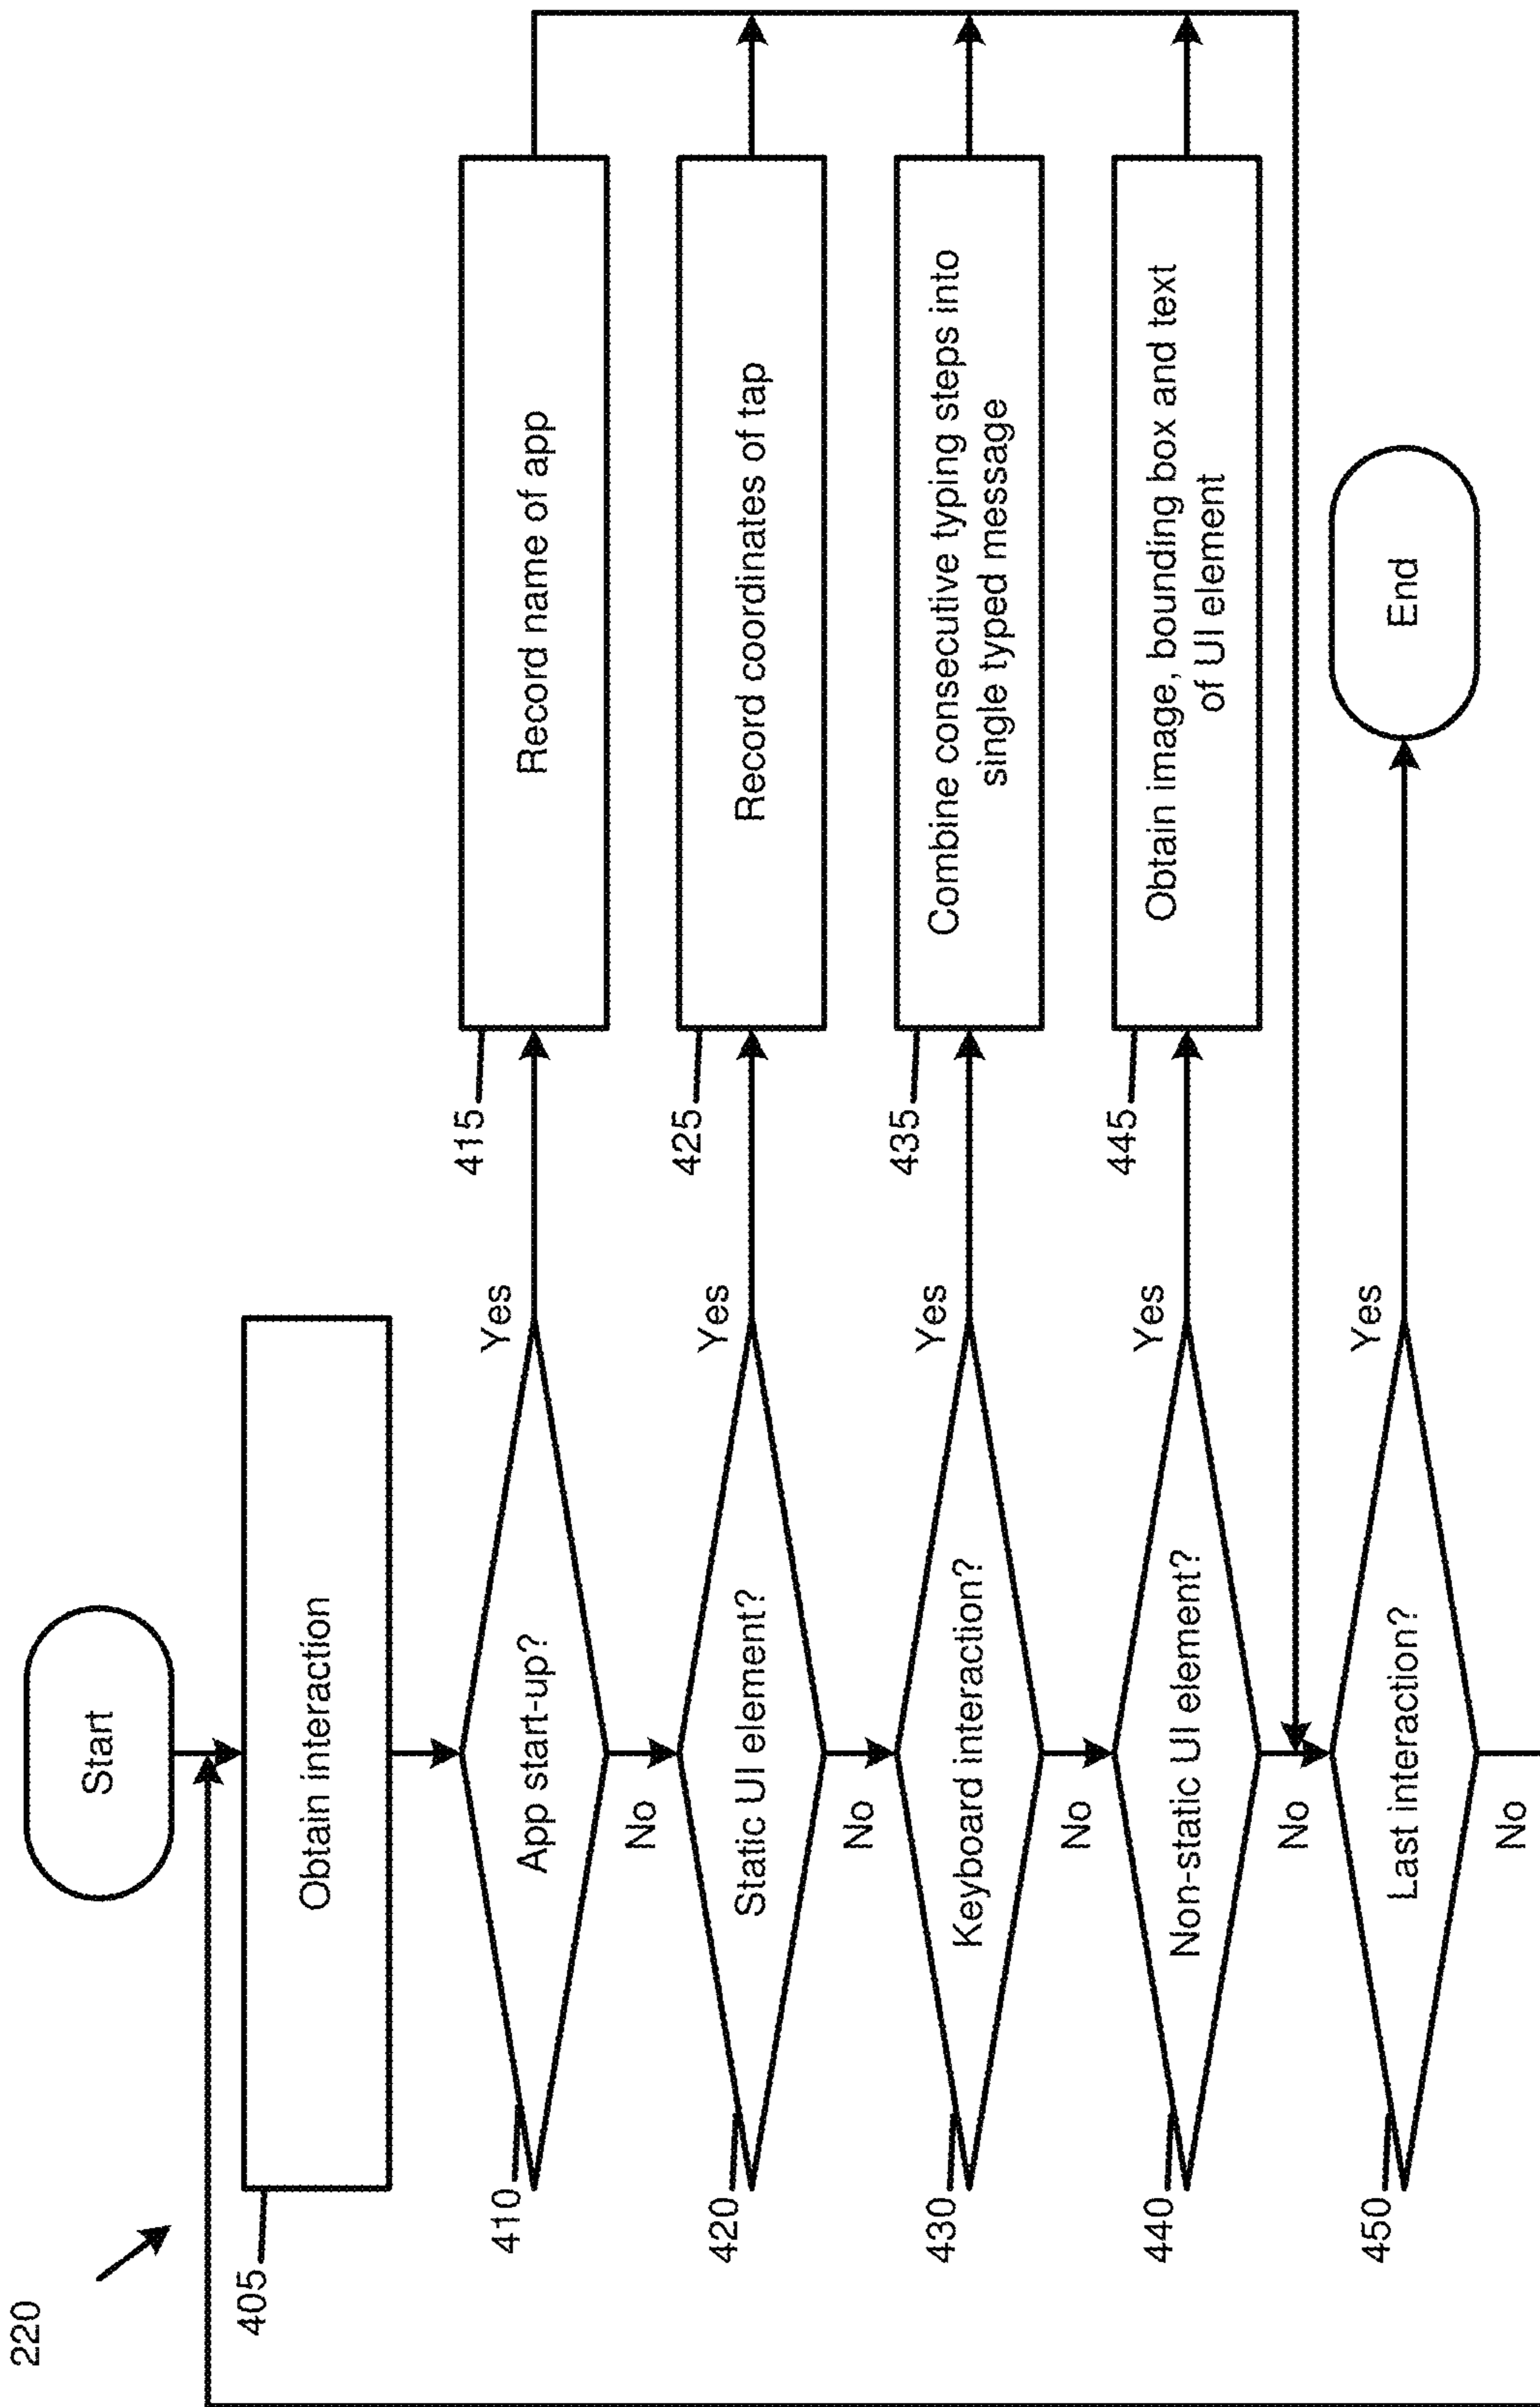 220
Start
405
Obtain interaction
410
App start-up?
Yes
No
415
Record name of app
420
Static UI element?
Yes
No
425
Record coordinates of tap
430
Keyboard interaction?
Yes
No
435
Combine consecutive typing steps into
single typed message
440
Non-static UI element?
Yes
No
445
Obtain image, bounding box and text
of UI element
450
Last interaction?
Yes
No
End